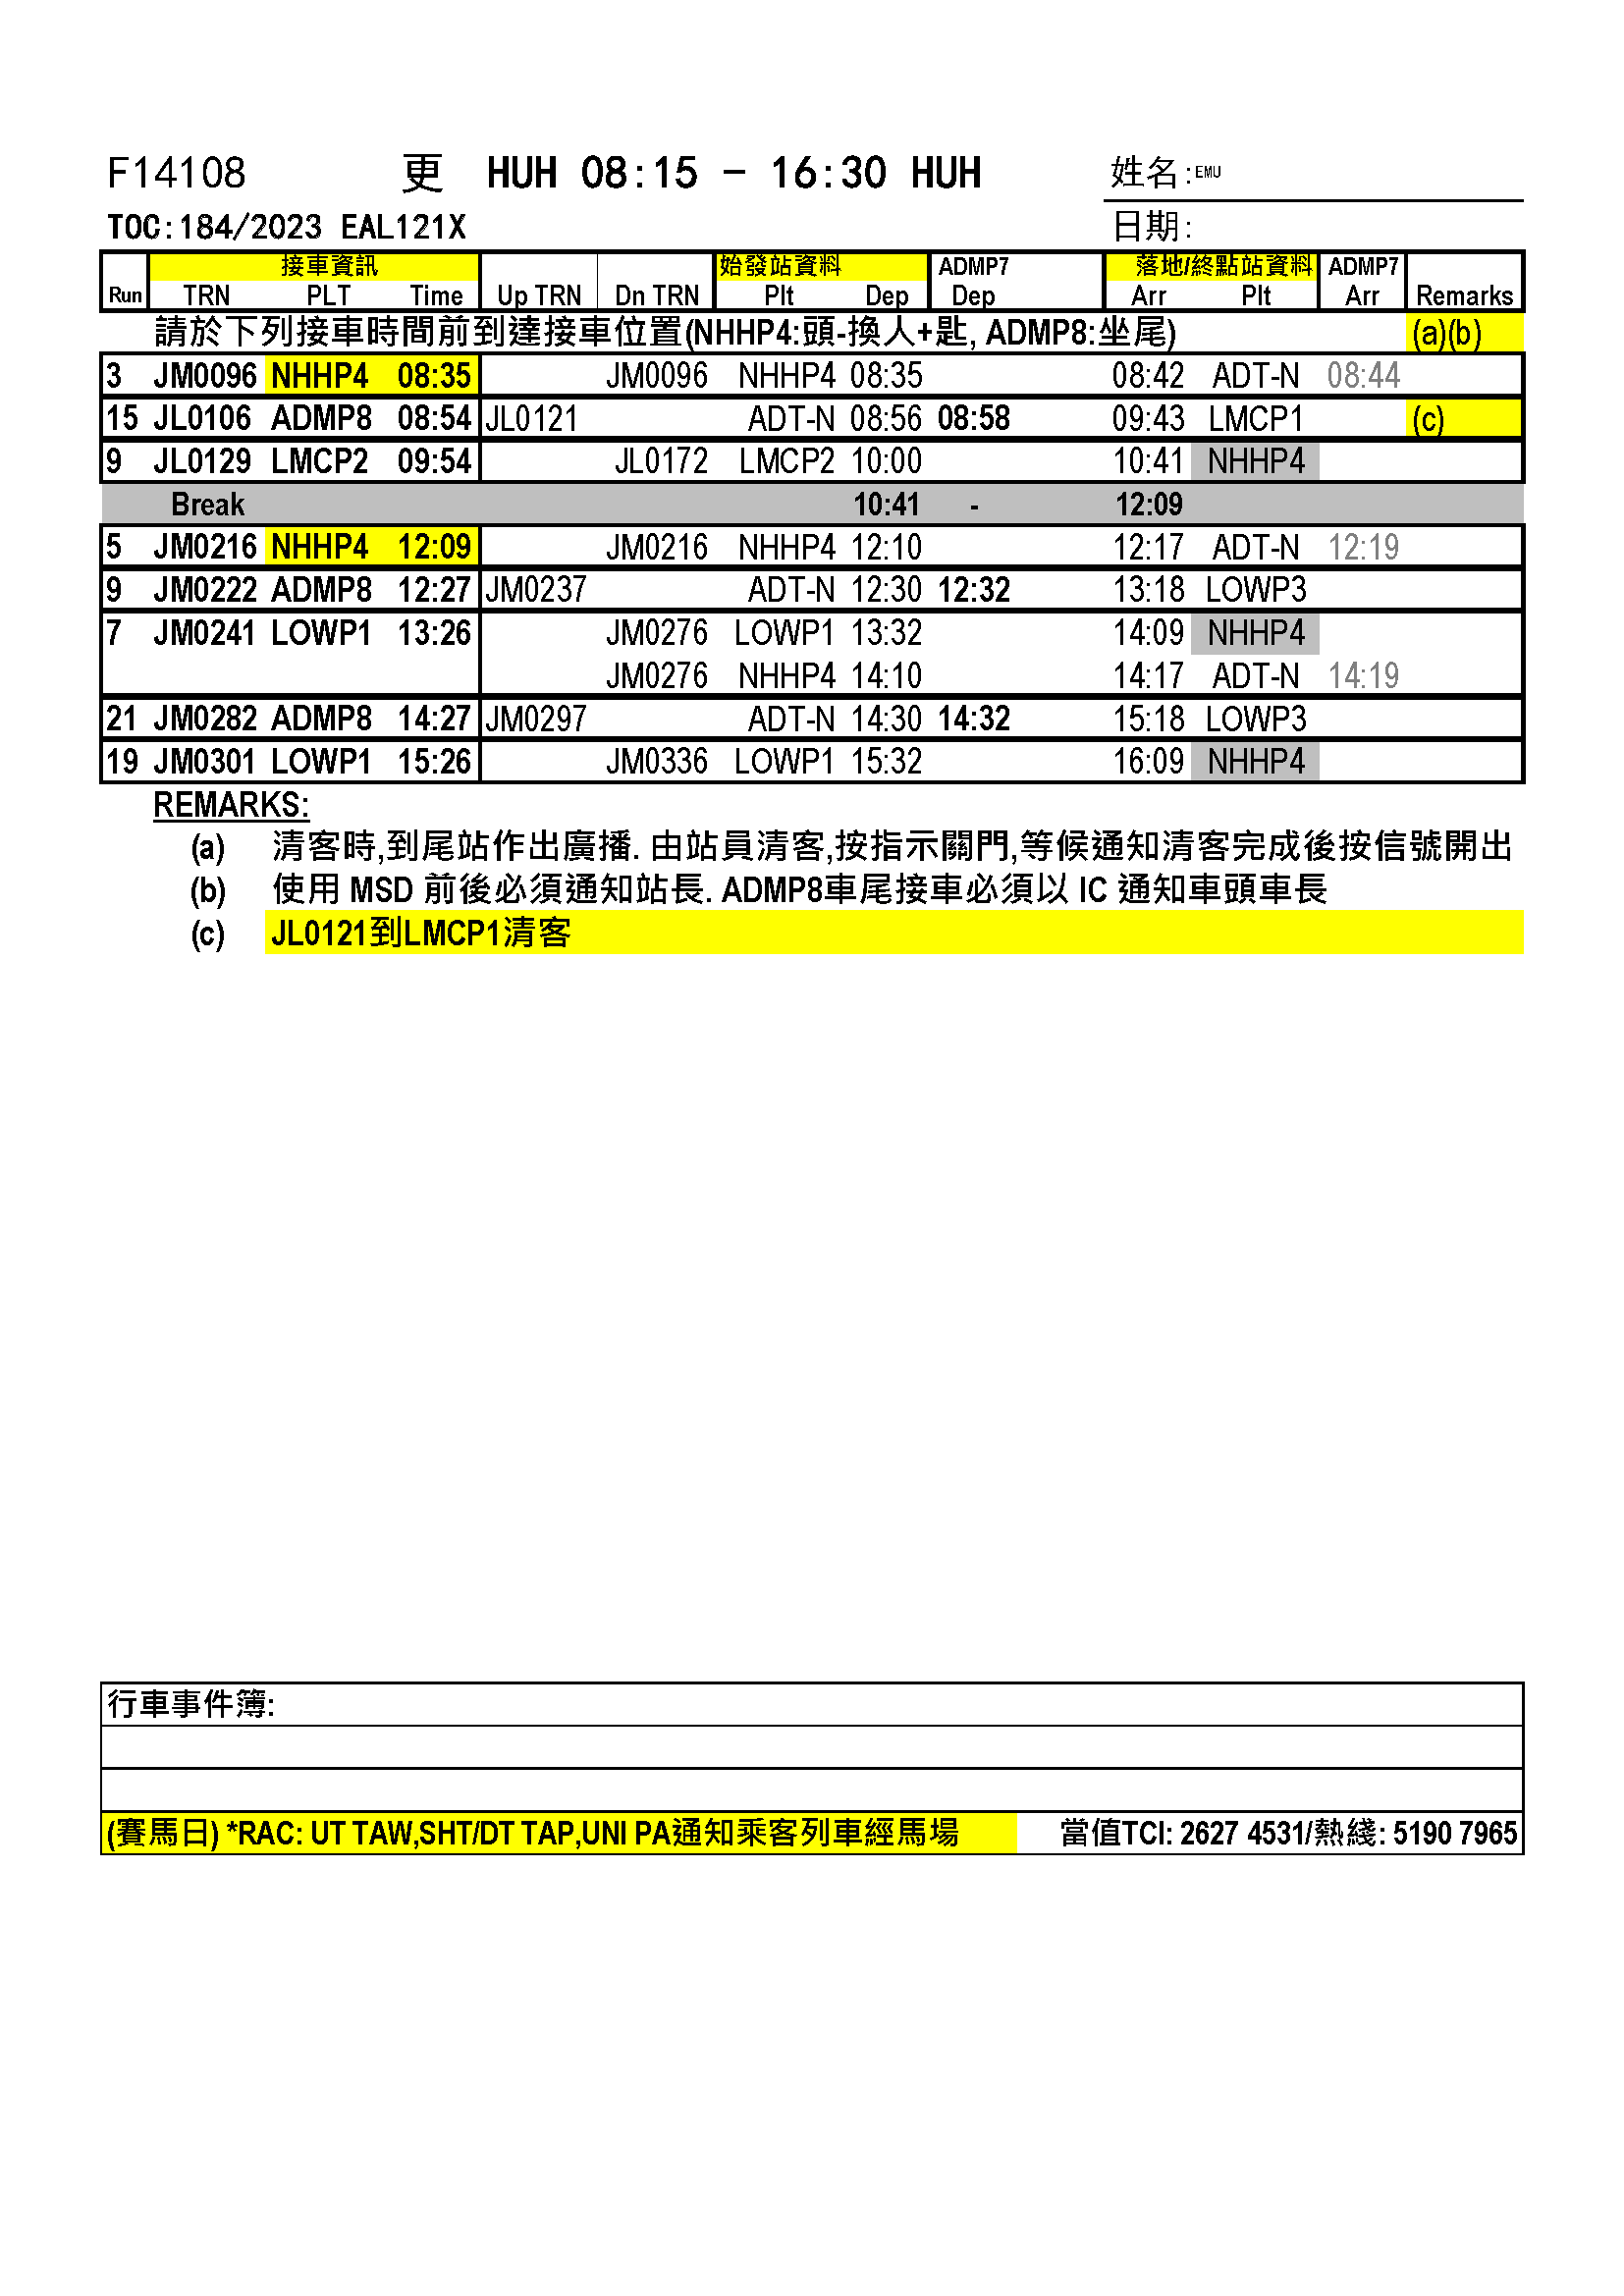 F14108 更 HUH 08:15 - 16:30 HUH 姓名:EMU
TOC:184/2023 EAL121X 日期:
接車資訊 始發站資料 ADMP7 落地/終點站資料 ADMP7
Run TRN PLT Time Up TRN Dn TRN Plt Dep Dep Arr Plt Arr Remarks
請於下列接車時間前到達接車位置(NHHP4:頭-換人+匙, ADMP8:坐尾) (a)(b)
3 JM0096 NHHP4 08:35 JM0096 NHHP4 08:35 08:42 ADT-N 08:44
15 JL0106 ADMP8 08:54 JL0121 ADT-N 08:56 08:58 09:43 LMCP1 (c)
9 JL0129 LMCP2 09:54 JL0172 LMCP2 10:00 10:41 NHHP4
Break 10:41 - 12:09
5 JM0216 NHHP4 12:09 JM0216 NHHP4 12:10 12:17 ADT-N 12:19
9 JM0222 ADMP8 12:27 JM0237 ADT-N 12:30 12:32 13:18 LOWP3
7 JM0241 LOWP1 13:26 JM0276 LOWP1 13:32 14:09 NHHP4
JM0276 NHHP4 14:10 14:17 ADT-N 14:19
21 JM0282 ADMP8 14:27 JM0297 ADT-N 14:30 14:32 15:18 LOWP3
19 JM0301 LOWP1 15:26 JM0336 LOWP1 15:32 16:09 NHHP4
REMARKS:
(a) 清客時,到尾站作出廣播. 由站員清客,按指示關門,等候通知清客完成後按信號開出
(b) 使用 MSD 前後必須通知站長. ADMP8車尾接車必須以 IC 通知車頭車長
(c) JL0121到LMCP1清客
行車事件簿:
(賽馬日) *RAC: UT TAW,SHT/DT TAP,UNI PA通知乘客列車經馬場 當值TCI: 2627 4531/熱綫: 5190 7965